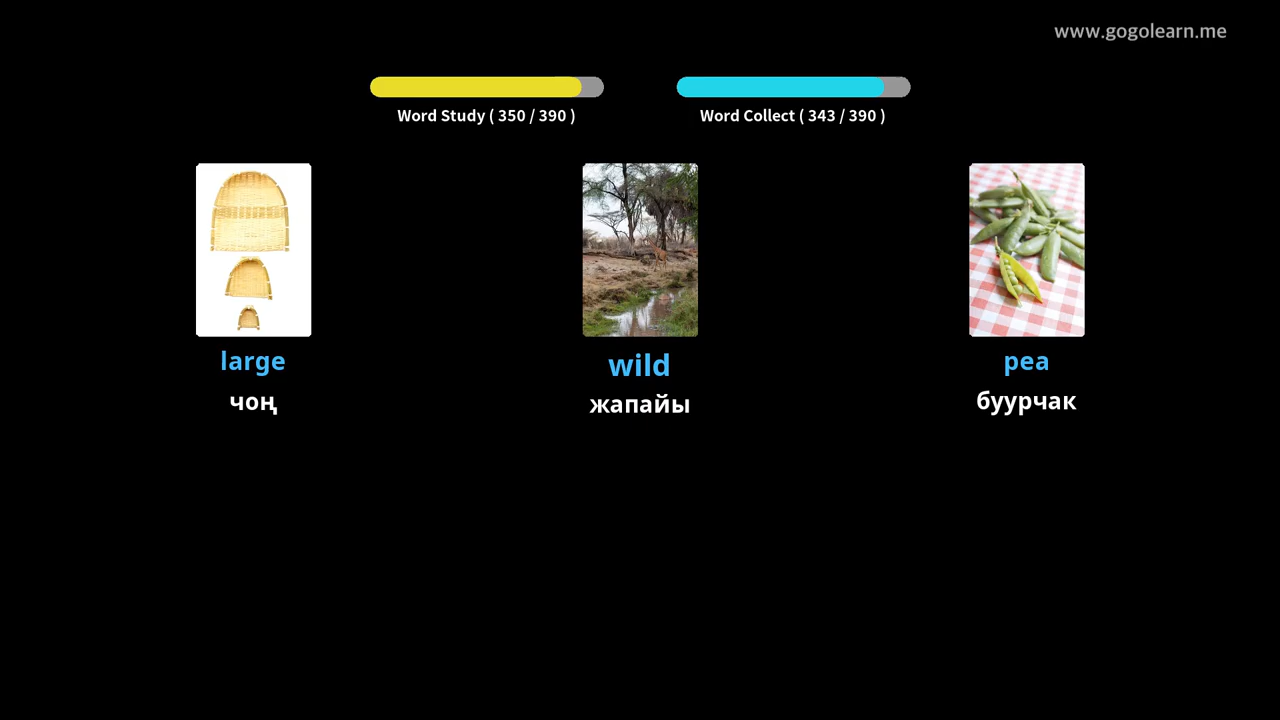 www.gogolearn.me
Word Study ( 350 / 390 )
Word Collect ( 343 / 390 )
large
wild
pea
чоң
жапайы
буурчак